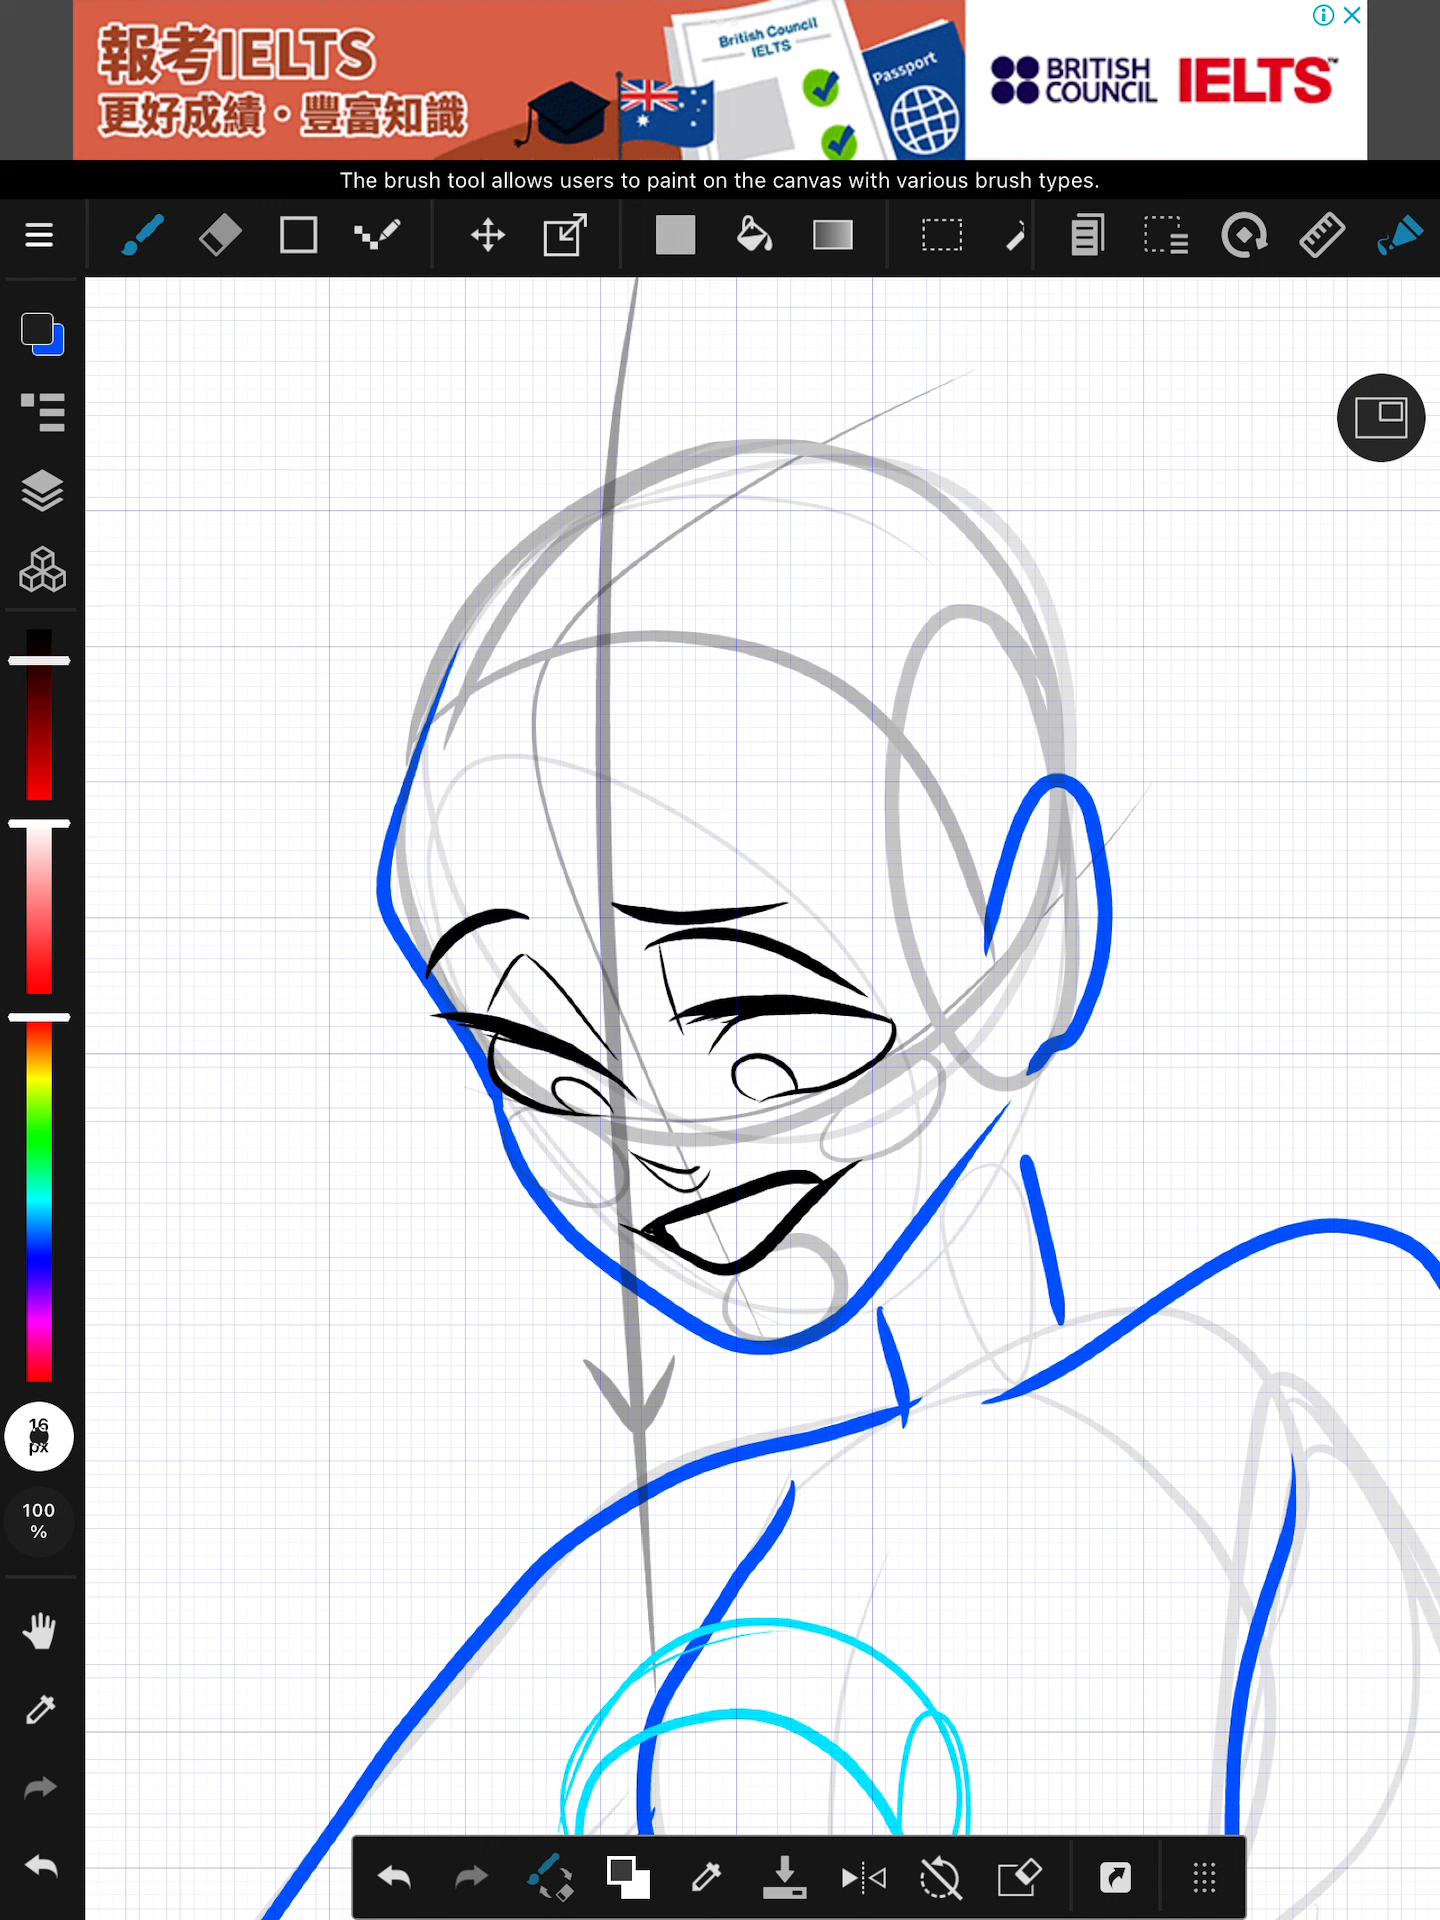 報考IELTS
更好成績・豐富知識
British Council
IELTS
Passport
BRITISH
COUNCIL
IELTS™
The brush tool allows users to paint on the canvas with various brush types.
16
px
100
%